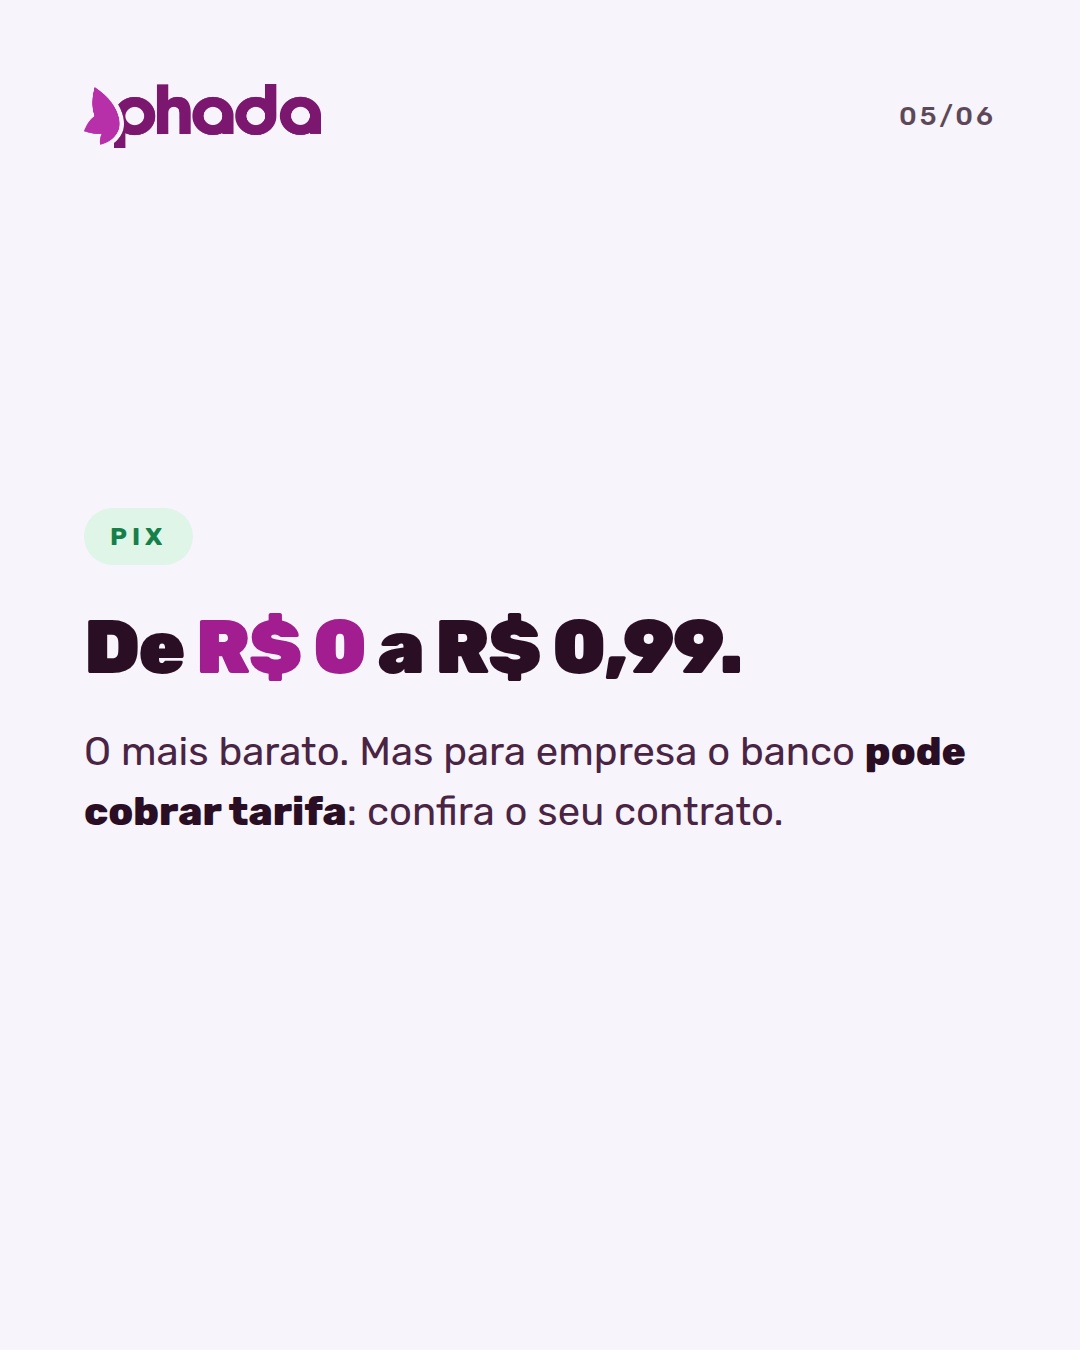 phada
05/06
PIX
De R$ 0 a R$ 0,99.
O mais barato. Mas para empresa o banco pode
cobrar tarifa: confira o seu contrato.